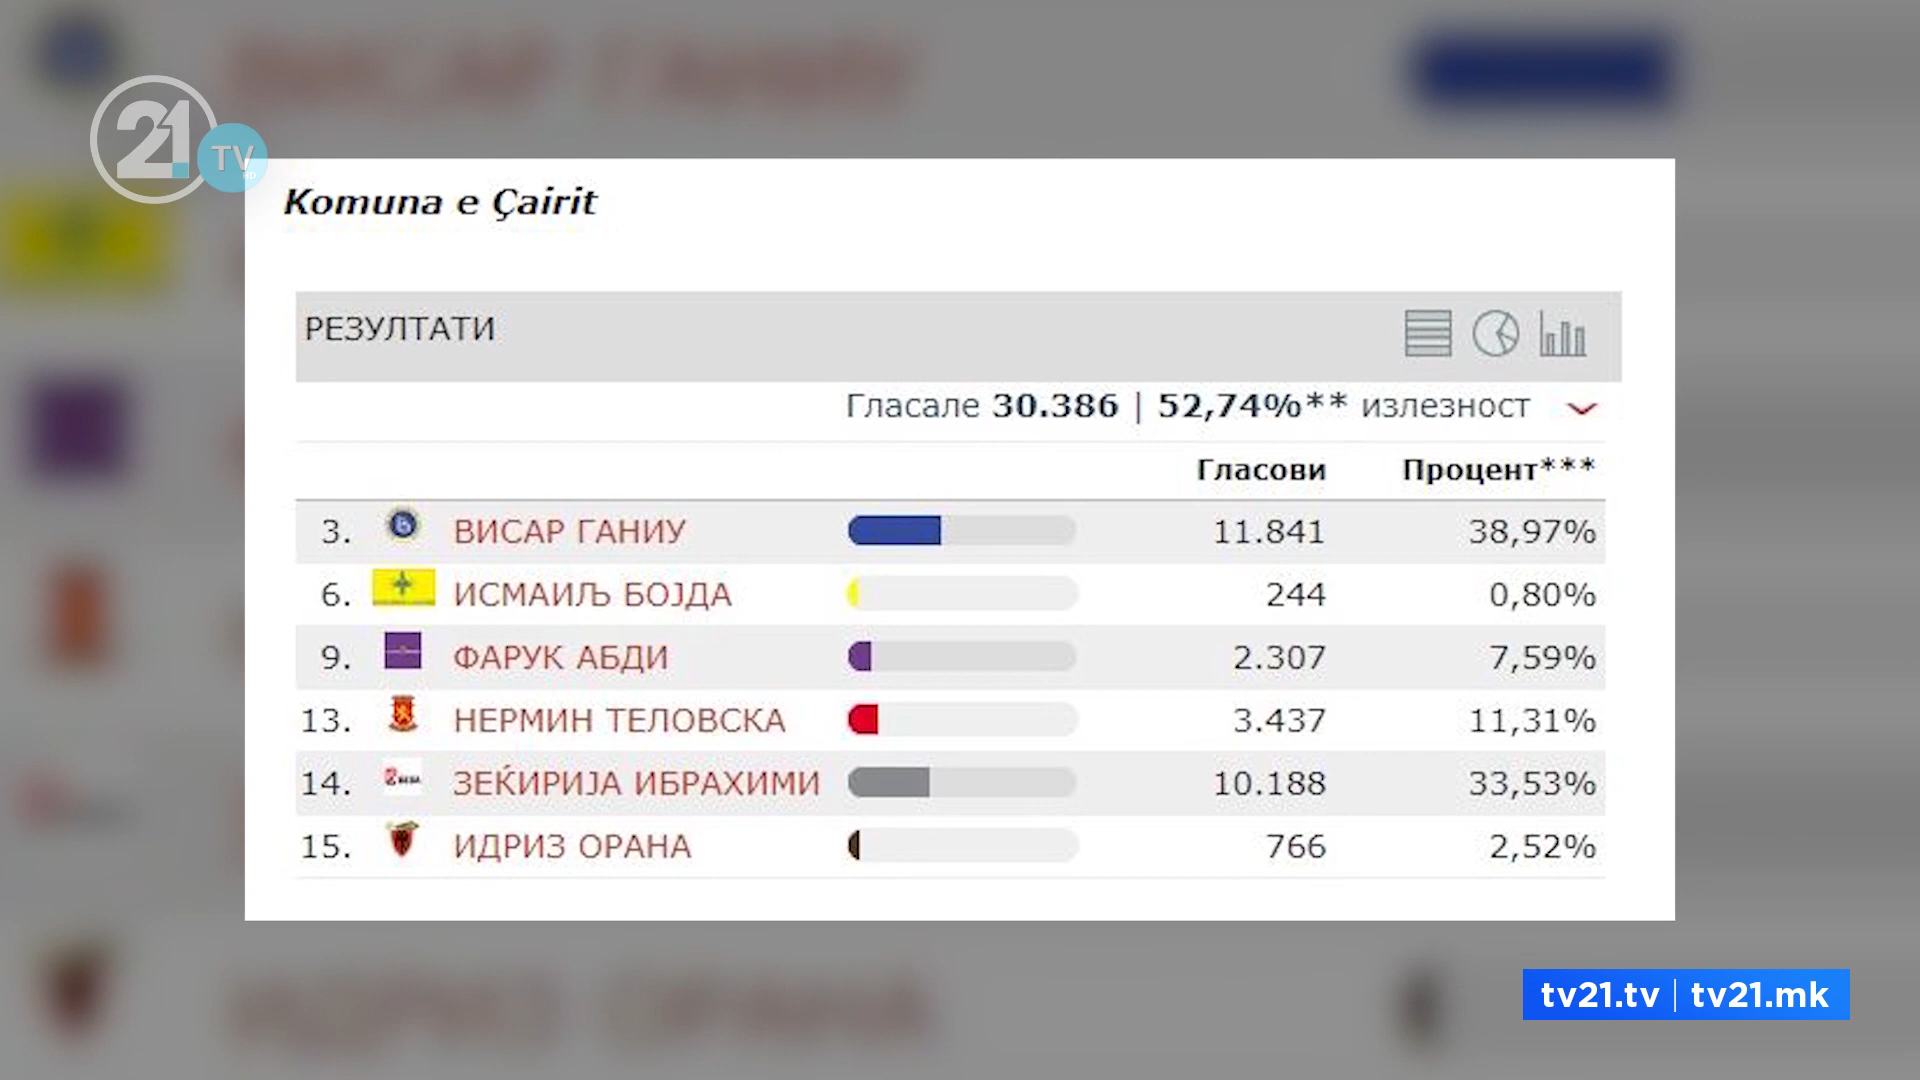 21
TV
HD
Komuna e Çairit
РЕЗУЛТАТИ
Гласале 30.386 | 52,74%** излезност
Гласови Процент***
3. ВИСАР ГАНИУ 11.841 38,97%
6. ИСМАИЉ БОЈДА 244 0,80%
9. ФАРУК АБДИ 2.307 7,59%
13. НЕРМИН ТЕЛОВСКА 3.437 11,31%
14. ЗЕЌИРИЈА ИБРАХИМИ 10.188 33,53%
15. ИДРИЗ ОРАНА 766 2,52%
tv21.tv | tv21.mk